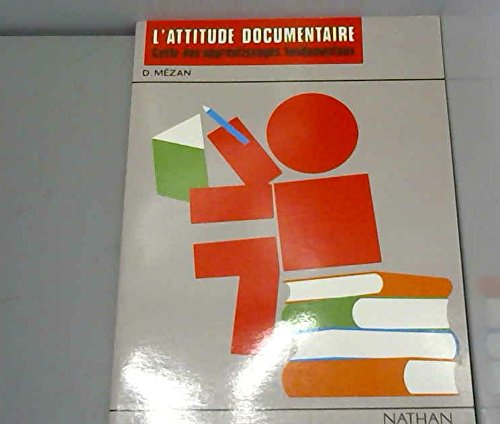 L'ATTITUDE DOCUMENTAIRE
Cycle des apprentissages fondamentaux
D. MÉZAN
NATHAN